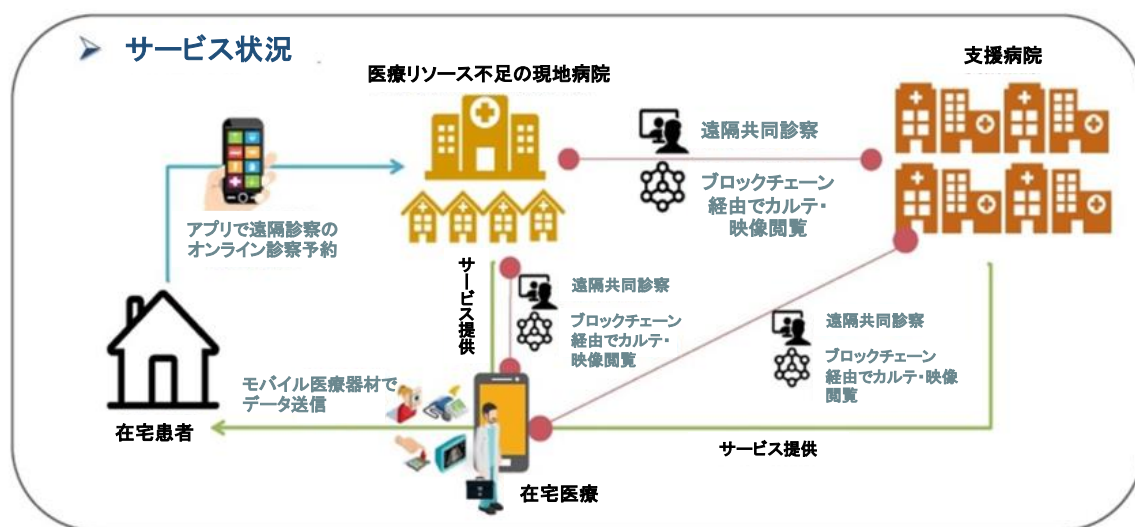 サービス状況
医療リソース不足の現地病院
支援病院
遠隔共同診察
ブロックチェーン
経由でカルテ・
映像閲覧
アプリで遠隔診察の
オンライン診察予約
サービス提供
遠隔共同診察
ブロックチェーン
経由でカルテ・
映像閲覧
遠隔共同診察
ブロックチェーン
経由でカルテ・映像
閲覧
モバイル医療器材で
データ送信
在宅患者
サービス提供
在宅医療